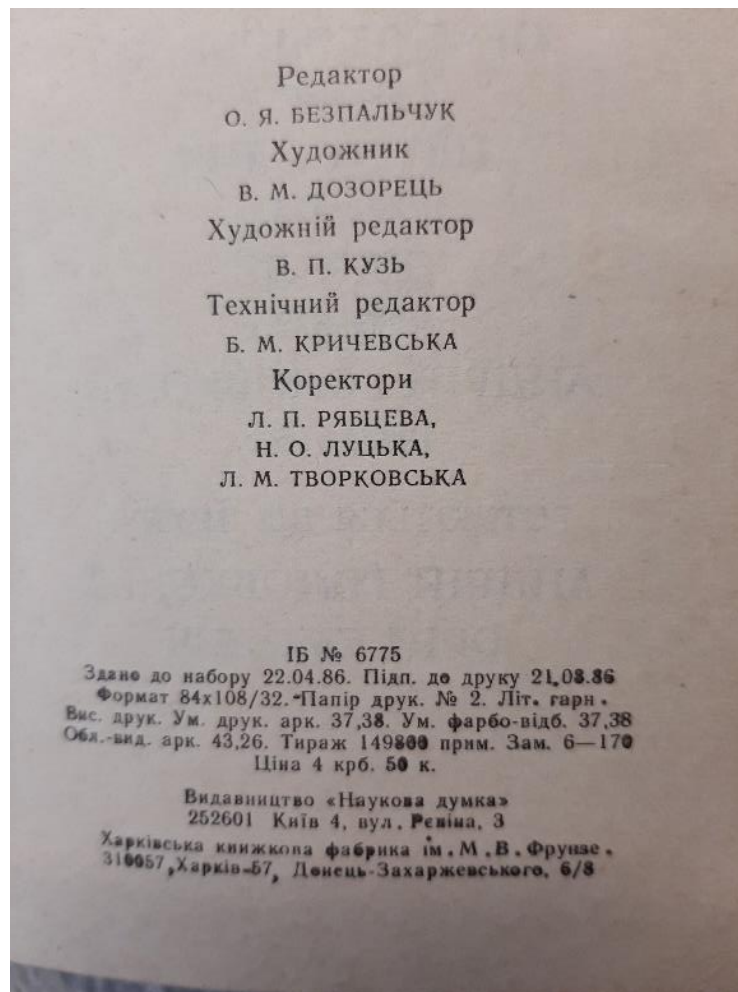 Редактор
О. Я. БЕЗПАЛЬЧУК
Художник
В. М. ДОЗОРЕЦЬ
Художній редактор
В. П. КУЗЬ
Технічний редактор
Б. М. КРИЧЕВСЬКА
Коректори
Л. П. РЯБЦЕВА,
Н. О. ЛУЦЬКА,
Л. М. ТВОРКОВСЬКА
ІБ № 6775
Здано до набору 22.04.86. Підп. до друку 21.08.86
Формат 84x108/32. Папір друк. № 2. Літ. гарн.
Вис. друк. Ум. друк. арк. 37,38. Ум. фарбо-відб. 37,38
Обл.-вид. арк. 43,26. Тираж 149800 прим. Зам. 6—170
Ціна 4 крб. 50 к.
Видавництво «Наукова думка»
252601 Київ 4, вул. Рєпіна, 3
Харківська книжкова фабрика ім. М. В. Фрунзе.
310057, Харків-57, Донець-Захаржевського, 6/8